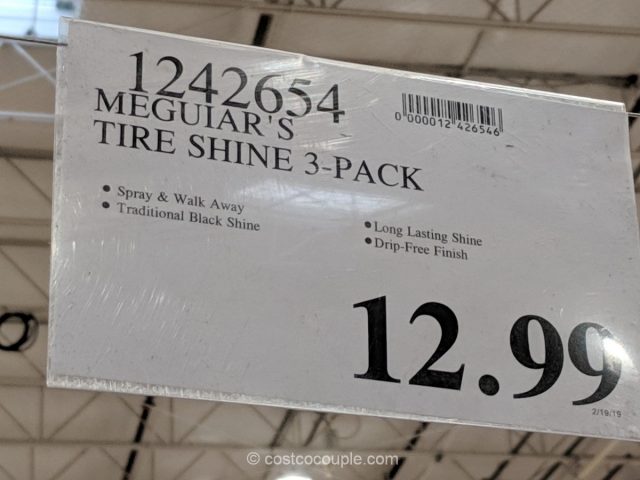 1242654
MEGUIAR'S
TIRE SHINE 3-PACK
0 000012 426546
• Spray & Walk Away
• Traditional Black Shine
• Long Lasting Shine
• Drip-Free Finish
12.99
2/19/19
© costcocouple.com